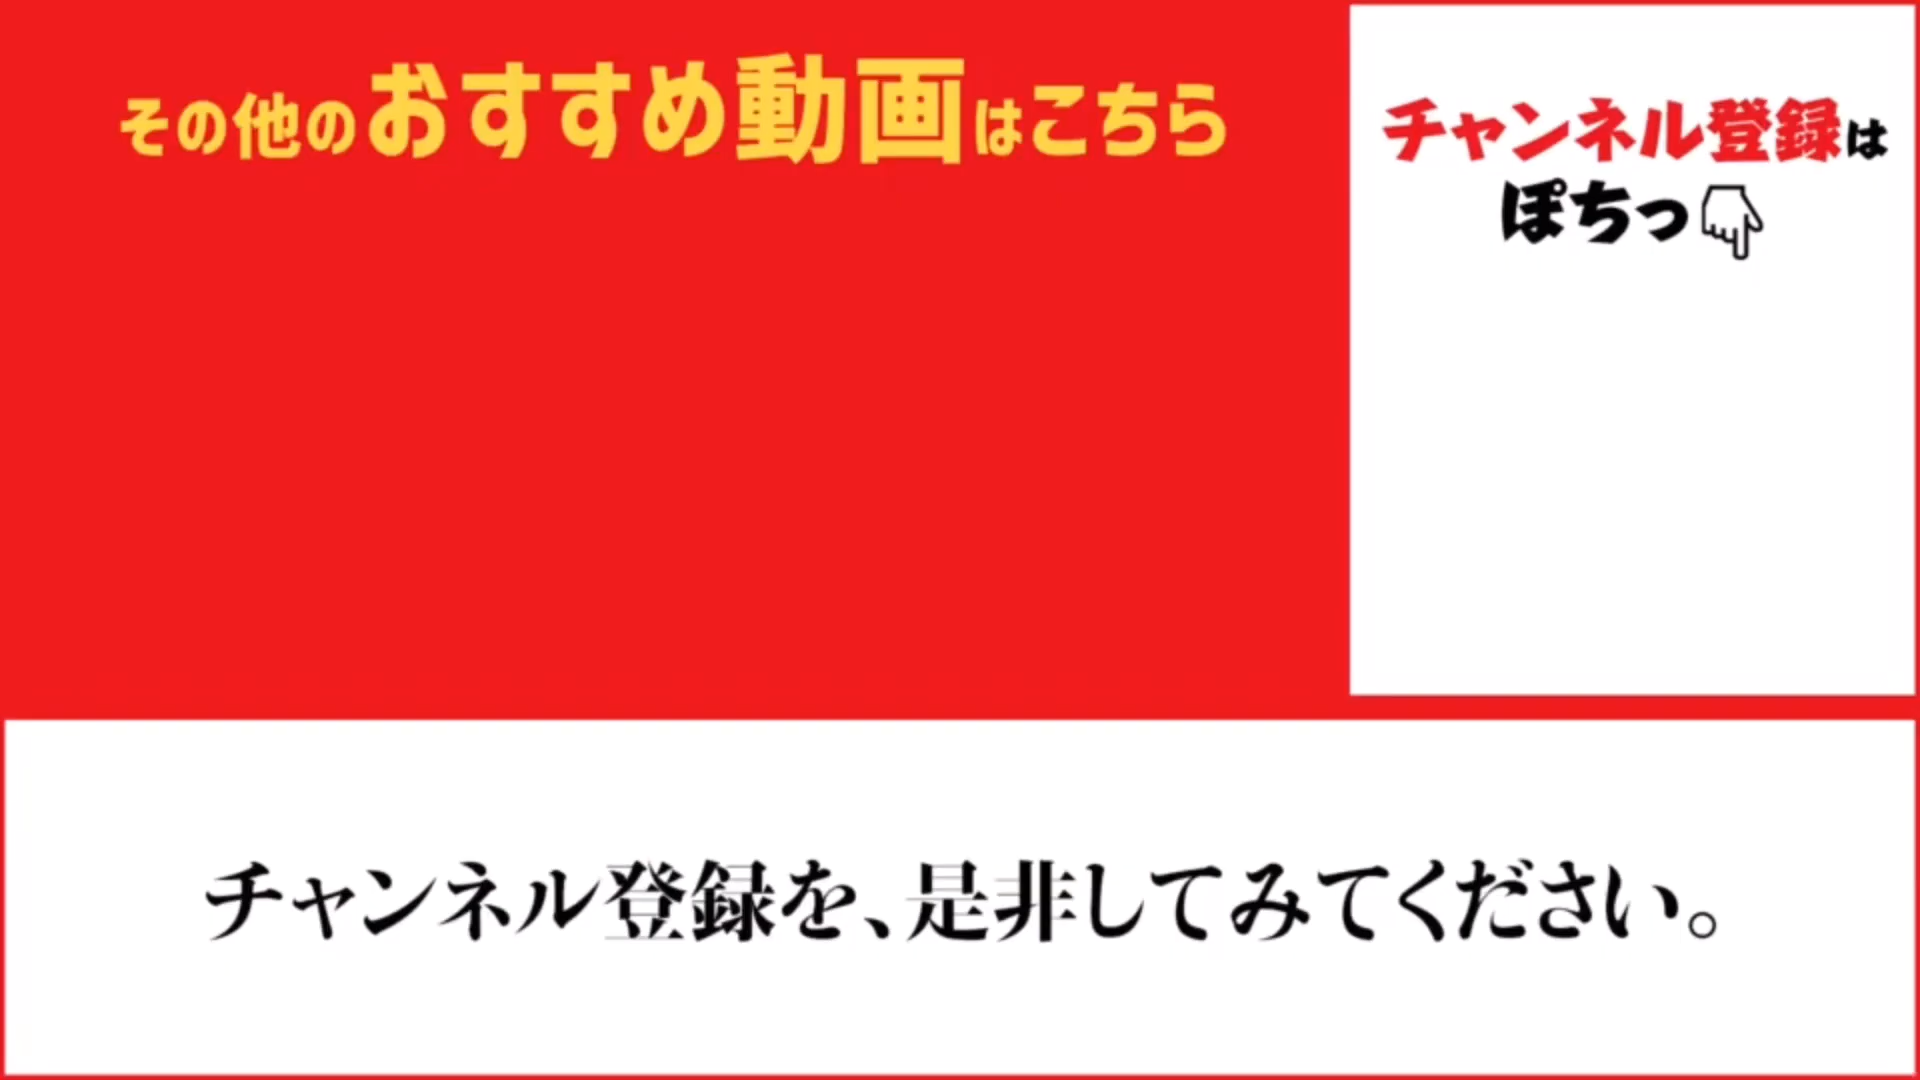 その他のおすすめ動画はこちら
チャンネル登録は
ぽちっ👇
チャンネル登録を、是非してみてください。